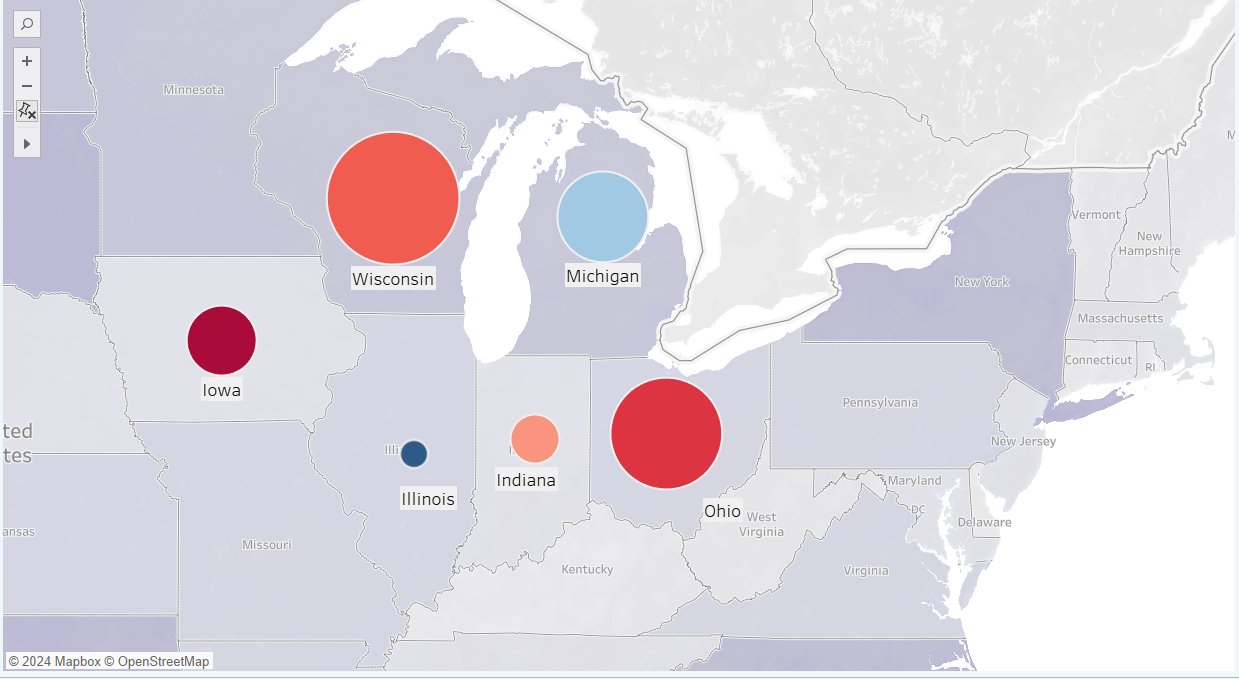 Minnesota
Wisconsin
Michigan
Iowa
Illinois
Indiana
Ohio
Vermont
New
Hampshire
New York
Massachusetts
Connecticut
RI
Pennsylvania
New Jersey
Maryland
DC
Delaware
West
Virginia
Virginia
Kentucky
Missouri
ansas
ted
tes
Illi
I.
M
© 2024 Mapbox © OpenStreetMap